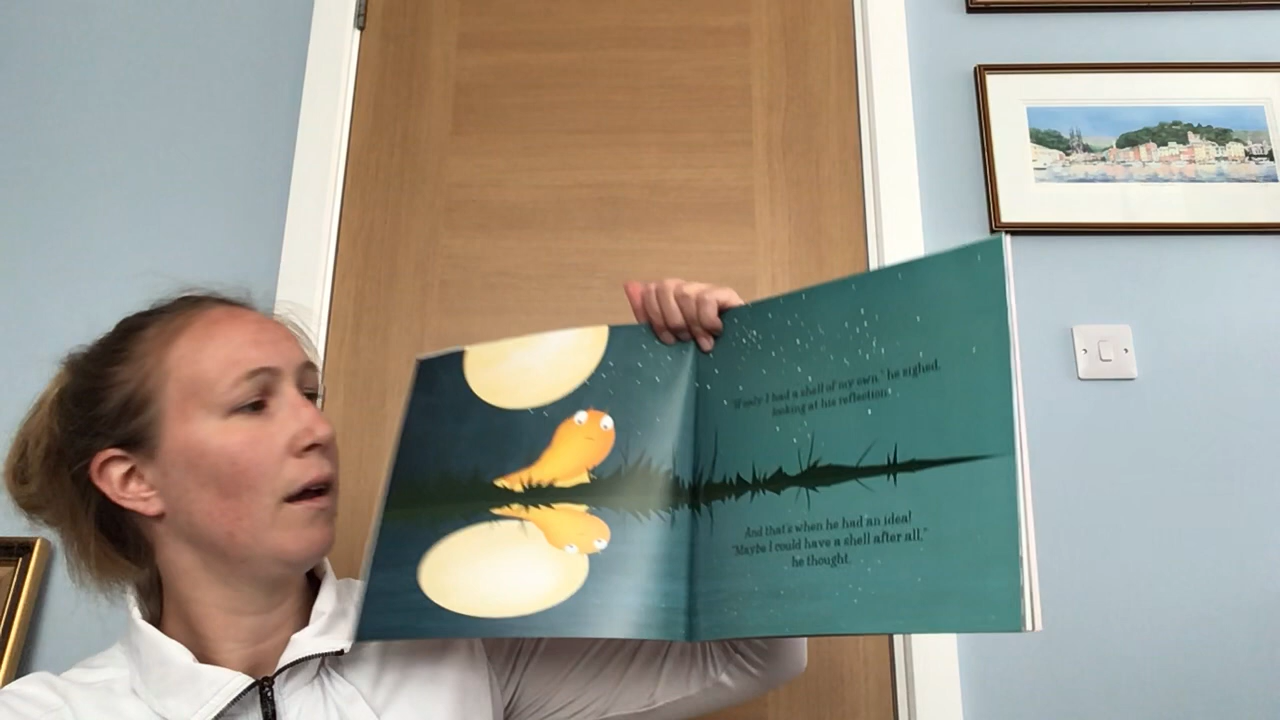 "If only I had a shell of my own," he sighed,
looking at his reflection.
And that's when he had an idea!
"Maybe I could have a shell after all,"
he thought.